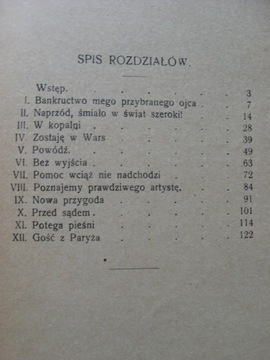 SPIS ROZDZIAŁÓW.
Wstęp. . . . . . 3
I. Bankructwo mego przybranego ojca . 7
II. Naprzód, śmiało w świat szeroki! . 14
III. W kopalgi . . . . . 28
IV. Zostaję w Wars . . . . 39
V. Powódź. . . . . . 49
VI. Bez wyjścia . . . . . 63
VII. Pomoc wciąż nie nadchodzi . . 72
VIII. Poznajemy prawdziwego artystę. . 84
IX. Nowa przygoda . . . . 91
X. Przed sądem . . . . . 101
XI. Potęga pieśni . . . . 114
XII. Gość z Paryża . . . . 122